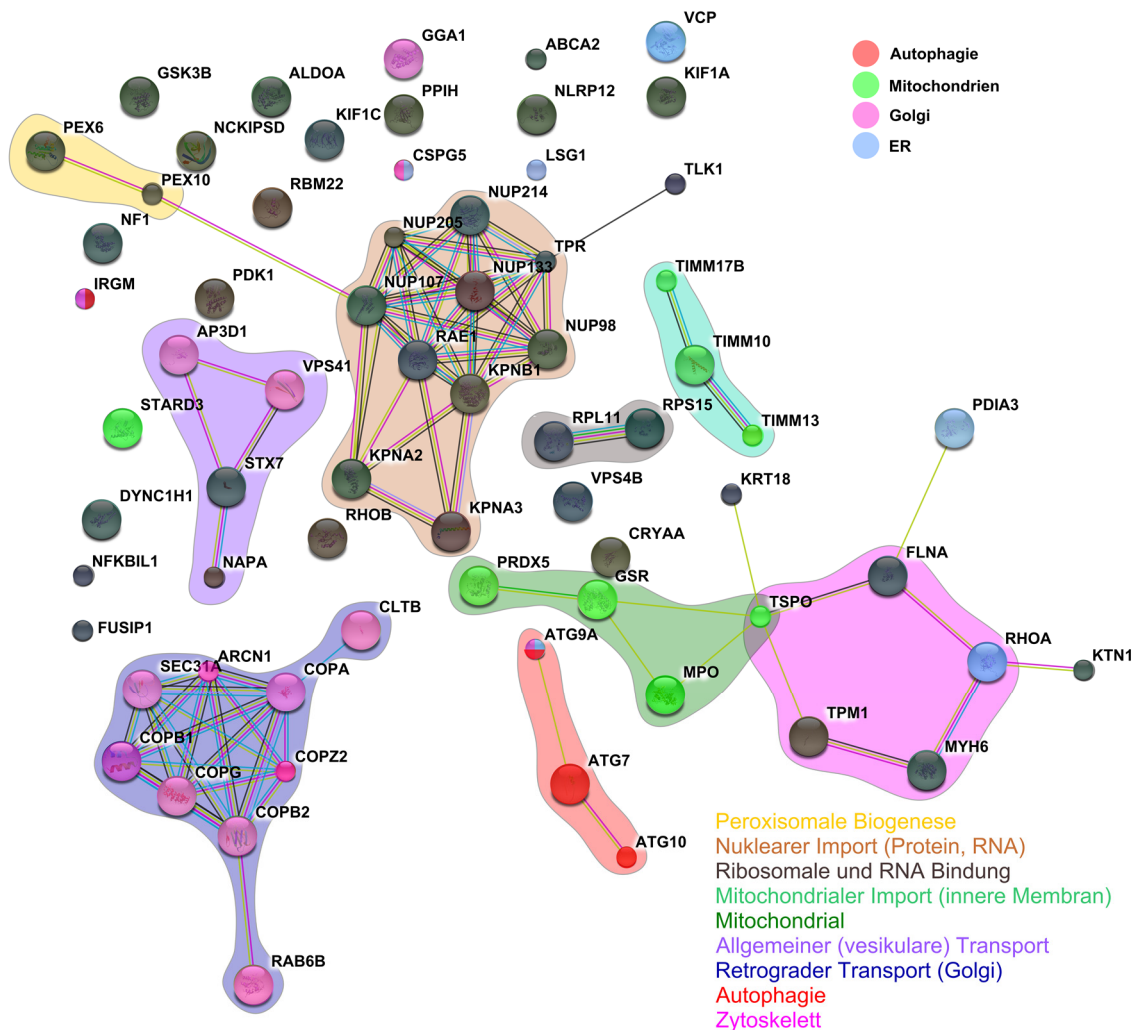 VCP
GGA1
ABCA2
Autophagie
GSK3B
ALDOA
KIF1A
PPIH
NLRP12
Mitochondrien
KIF1C
Golgi
PEX6
NCKIPSD
ER
CSPG5
LSG1
TLK1
PEX10
RBM22
NUP214
NF1
NUP205
TPR
NUP133
TIMM17B
IRGM
PDK1
NUP107
AP3D1
NUP98
RAE1
TIMM10
VPS41
KPNB1
RPS15
STARD3
RPL11
TIMM13
PDIA3
KPNA2
STX7
VPS4B
KRT18
DYNC1H1
RHOB
KPNA3
CRYAA
NFKBIL1
NAPA
PRDX5
GSR
FLNA
TSPO
CLTB
FUSIP1
ATG9A
RHOA
ARCN1
SEC31A
COPA
MPO
KTN1
TPM1
COPB1
COPZ2
MYH6
COPG
ATG7
COPB2
ATG10
Peroxisomale Biogenese
Nuklearer Import (Protein, RNA)
Ribosomale und RNA Bindung
Mitochondrialer Import (innere Membran)
Mitochondrial
Allgemeiner (vesikulare) Transport
RAB6B
Retrograder Transport (Golgi)
Autophagie
Zytoskelett